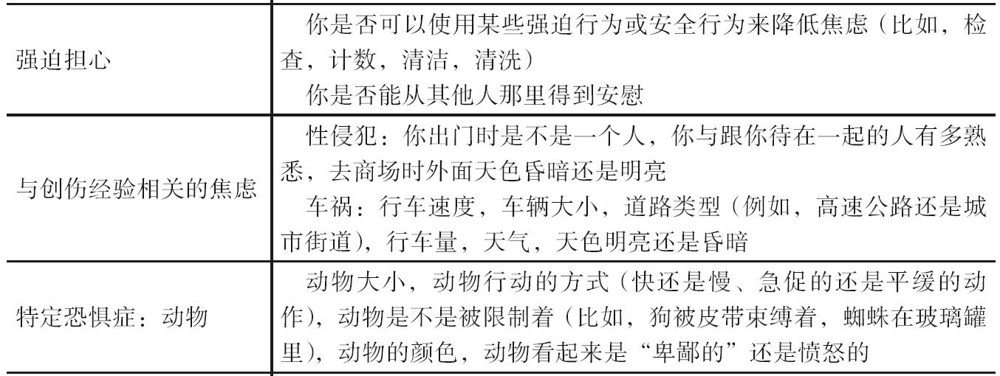 强迫担心
你是否可以使用某些强迫行为或安全行为来降低焦虑（比如，检
查，计数，清洁，清洗）
你是否能从其他人那里得到安慰
与创伤经验相关的焦虑
性侵犯：你出门时是不是一个人，你与跟你待在一起的人有多熟
悉，去商场时外面天色昏暗还是明亮
车祸：行车速度，车辆大小，道路类型（例如，高速公路还是城
市街道），行车量，天气，天色明亮还是昏暗
特定恐惧症：动物
动物大小，动物行动的方式（快还是慢、急促的还是平缓的动
作），动物是不是被限制着（比如，狗被皮带束缚着，蜘蛛在玻璃罐
里），动物的颜色，动物看起来是“卑鄙的”还是愤怒的